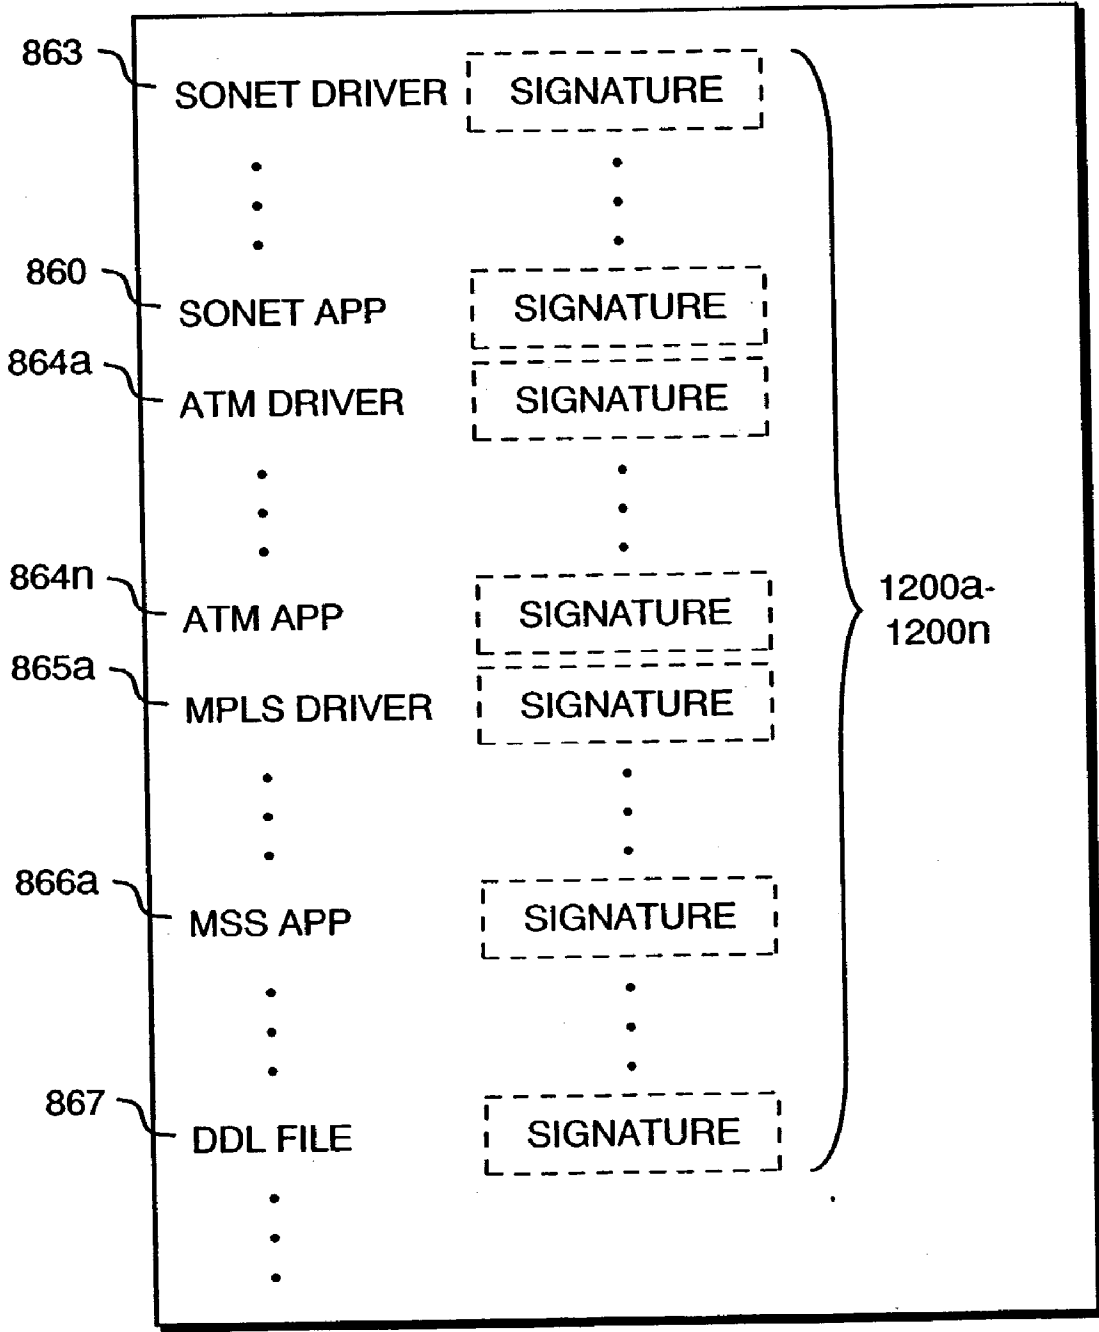 863
SONET DRIVER SIGNATURE
860
SONET APP SIGNATURE
864a
ATM DRIVER SIGNATURE
864n
ATM APP SIGNATURE
1200a-
1200n
865a
MPLS DRIVER SIGNATURE
866a
MSS APP SIGNATURE
867
DDL FILE SIGNATURE